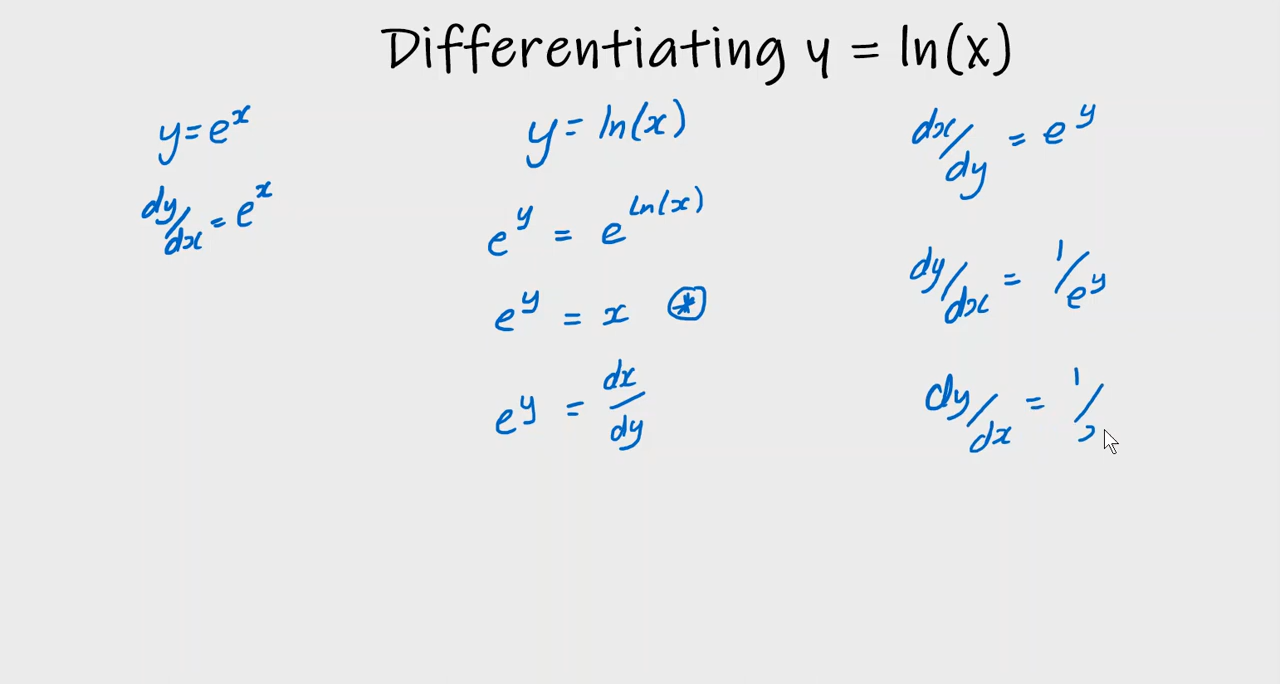 Differentiating y = ln(x)
y = e^x
dy/dx = e^x
y = ln(x)
e^y = e^ln(x)
e^y = x ⊛
e^y = dx/dy
dx/dy = e^y
dy/dx = 1/e^y
dy/dx = 1/